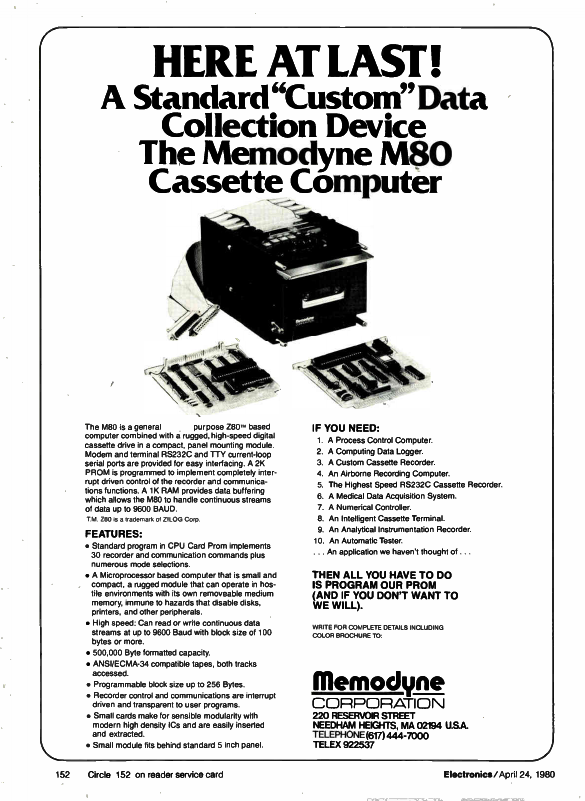 HERE AT LAST!
A Standard “Custom” Data
Collection Device
The Memodyne M80
Cassette Computer
Memodyne
The M80 is a general purpose Z80™ based
computer combined with a rugged, high-speed digital
cassette drive in a compact, panel mounting module.
Modem and terminal RS232C and TTY current-loop
serial ports are provided for easy interfacing. A 2K
PROM is programmed to implement completely inter-
rupt driven control of the recorder and communica-
tions functions. A 1K RAM provides data buffering
which allows the M80 to handle continuous streams
of data up to 9600 BAUD.
T.M. Z80 is a trademark of ZILOG Corp.
FEATURES:
• Standard program in CPU Card Prom implements
30 recorder and communication commands plus
numerous mode selections.
• A Microprocessor based computer that is small and
compact, a rugged module that can operate in hos-
tile environments with its own removeable medium
memory, immune to hazards that disable disks,
printers, and other peripherals.
• High speed: Can read or write continuous data
streams at up to 9600 Baud with block size of 100
bytes or more.
• 500,000 Byte formatted capacity.
• ANSI/ECMA-34 compatible tapes, both tracks
accessed.
• Programmable block size up to 256 Bytes.
• Recorder control and communications are interrupt
driven and transparent to user programs.
• Small cards make for sensible modularity with
modern high density ICs and are easily inserted
and extracted.
• Small module fits behind standard 5 inch panel.
IF YOU NEED:
1. A Process Control Computer.
2. A Computing Data Logger.
3. A Custom Cassette Recorder.
4. An Airborne Recording Computer.
5. The Highest Speed RS232C Cassette Recorder.
6. A Medical Data Acquisition System.
7. A Numerical Controller.
8. An Intelligent Cassette Terminal.
9. An Analytical Instrumentation Recorder.
10. An Automatic Tester.
. . . An application we haven't thought of . . .
THEN ALL YOU HAVE TO DO
IS PROGRAM OUR PROM
(AND IF YOU DON'T WANT TO
WE WILL).
WRITE FOR COMPLETE DETAILS INCLUDING
COLOR BROCHURE TO:
Memodyne
CORPORATION
220 RESERVOIR STREET
NEEDHAM HEIGHTS, MA 02194 U.S.A.
TELEPHONE (617) 444-7000
TELEX 922537
152 Circle 152 on reader service card
Electronics/April 24, 1980